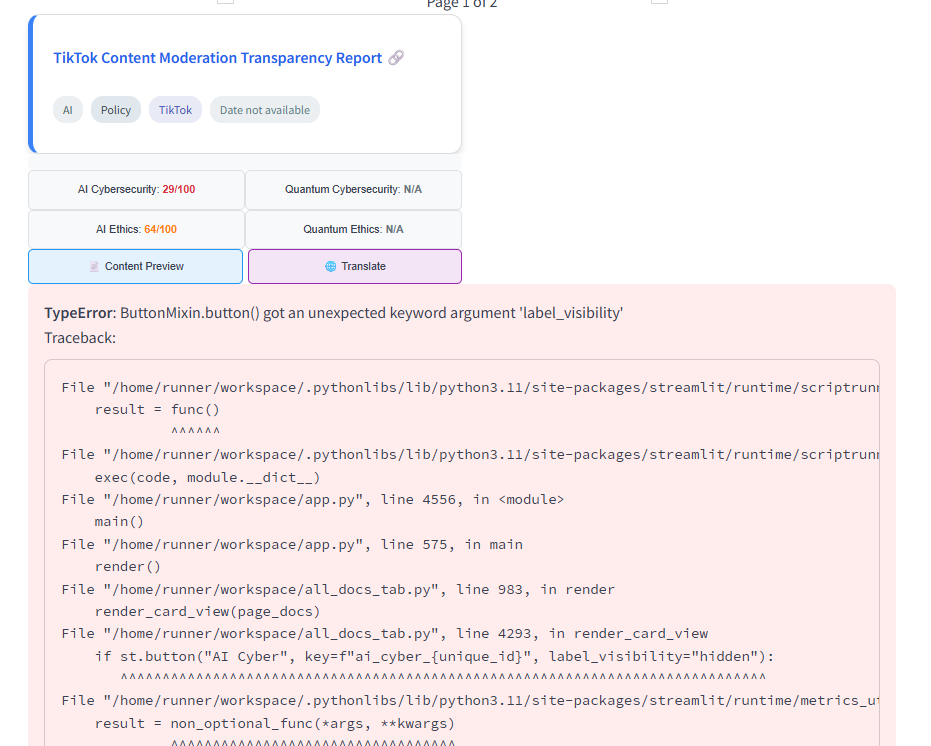 Page 1 of 2
TikTok Content Moderation Transparency Report
AI Policy TikTok Date not available
AI Cybersecurity: 29/100 Quantum Cybersecurity: N/A
AI Ethics: 64/100 Quantum Ethics: N/A
Content Preview Translate
TypeError: ButtonMixin.button() got an unexpected keyword argument 'label_visibility'
Traceback:
File "/home/runner/workspace/.pythonlibs/lib/python3.11/site-packages/streamlit/runtime/scriptrunn
result = func()
^^^^^^
File "/home/runner/workspace/.pythonlibs/lib/python3.11/site-packages/streamlit/runtime/scriptrunn
exec(code, module.__dict__)
File "/home/runner/workspace/app.py", line 4556, in <module>
main()
File "/home/runner/workspace/app.py", line 575, in main
render()
File "/home/runner/workspace/all_docs_tab.py", line 983, in render
render_card_view(page_docs)
File "/home/runner/workspace/all_docs_tab.py", line 4293, in render_card_view
if st.button("AI Cyber", key=f"ai_cyber_{unique_id}", label_visibility="hidden"):
^^^^^^^^^^^^^^^^^^^^^^^^^^^^^^^^^^^^^^^^^^^^^^^^^^^^^^^^^^^^^^^^^^^^^^^^^^^^^
File "/home/runner/workspace/.pythonlibs/lib/python3.11/site-packages/streamlit/runtime/metrics_ut
result = non_optional_func(*args, **kwargs)
^^^^^^^^^^^^^^^^^^^^^^^^^^^^^^^^^^